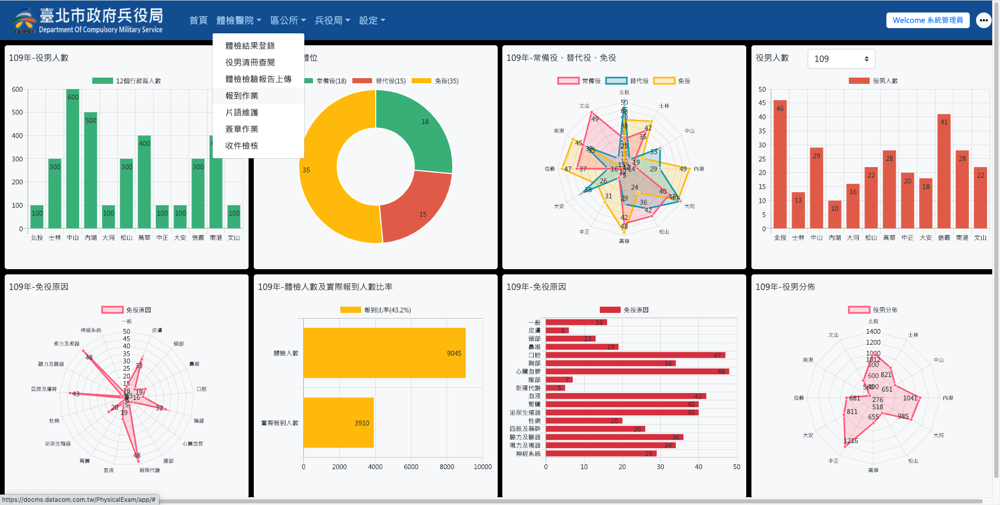 臺北市政府兵役局
TAIPEI Department Of Compulsory Military Service
首頁 體檢醫院 區公所 兵役局 設定
Welcome 系統管理員
體檢結果登錄
役男清冊查閱
體檢檢驗報告上傳
報到作業
片語維護
簽章作業
收件檢核
109年-役男人數
12個行政區人數
600
500
400
300
200
100
0
100 300 600 500 100 300 400 100 100 300 100
北投 士林 中山 內湖 大同 松山 萬華 中正 大安 信義 南港 文山
體位
常備役(18) 替代役(15) 免役(35)
18
35
15
109年-常備役、替代役、免役
常備役 替代役 免役
北投
文山 士林
南港 中山
信義 內湖
大安 大同
中正 松山
萬華
50
49
42
35
45
33
47
37
16
14
19
29
49
26
38
31
24
40
36
29
42
42
48
役男人數 109
役男人數
50
45
40
35
30
25
20
15
10
5
0
46 13 29 10 16 22 28 20 18 41 28 22
北投 士林 中山 內湖 大同 松山 萬華 中正 大安 信義 南港 文山
109年-免役原因
免役原因
一般
神經系統 皮膚
視力及視器 頭部
聽力及聽器 鼻喉
四肢及軀幹 口腔
性病 胸部
泌尿生殖器 心臟血管
腎臟 腹部
血液 新陳代謝
50
45
40
35
30
25
20
15
48
33
43
19
16
32
20
19
5
48
109年-體檢人數及實際報到人數比率
報到比率(43.2%)
體檢人數 9045
實際報到人數 3910
0 2000 4000 6000 8000 10000
109年-免役原因
免役原因
一般 16
皮膚 6
頭部 13
鼻喉 19
口腔 47
胸部 34
心臟血管 48
腹部 7
新陳代謝 5
血液 42
腎臟 40
泌尿生殖器 40
性病 20
四肢及軀幹 26
聽力及聽器 36
視力及視器 34
神經系統 29
0 10 20 30 40 50
109年-役男分佈
役男分佈
北投
文山 士林
南港 中山
信義 內湖
大安 大同
中正 松山
萬華
1400
1200
1000
1012
800
600
400
821
651
560
681
276
1041
518
811
655
985
1216
https://docms.datacom.com.tw/PhysicalExam/app/#